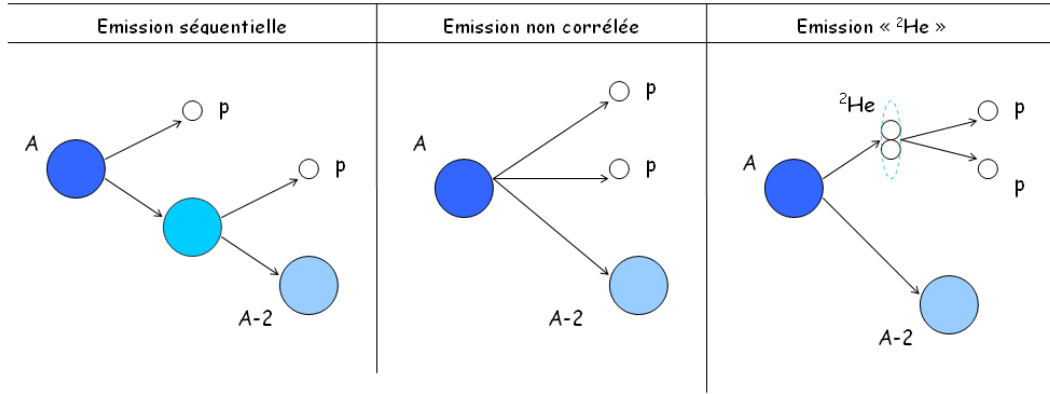 Emission séquentielle
Emission non corrélée
Emission « ²He »
A
p
p
A-2
A
p
p
A-2
A
²He
p
p
A-2